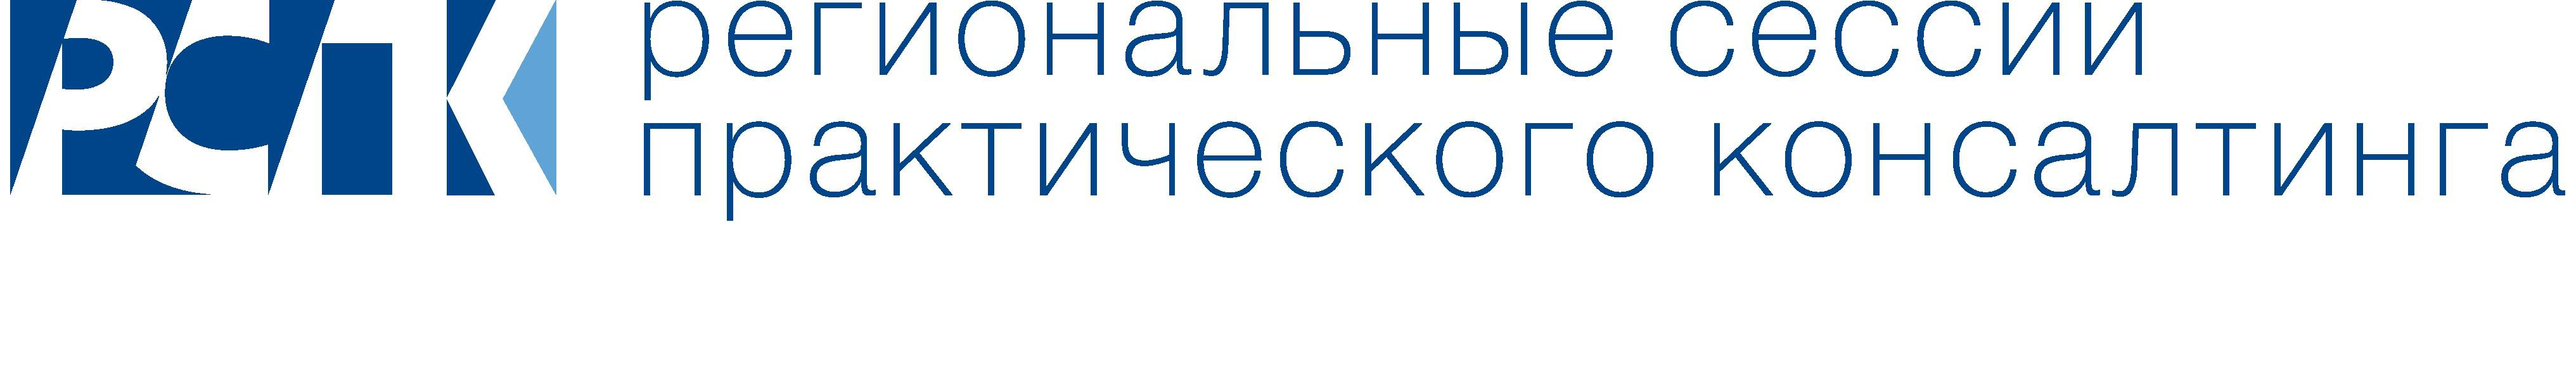 РСПК
региональные сессии
практического консалтинга